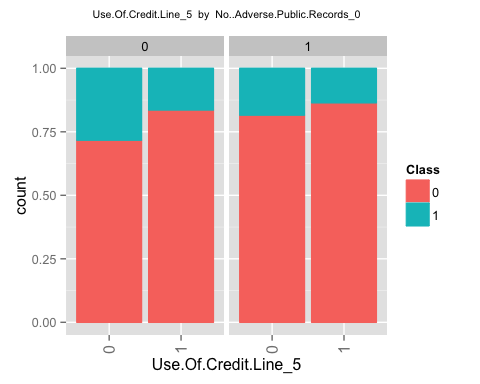 Use.Of.Credit.Line_5 by No..Adverse.Public.Records_0
0 1
1.00
0.75
0.50
0.25
0.00
count
0 1 0 1
Use.Of.Credit.Line_5
Class
0
1